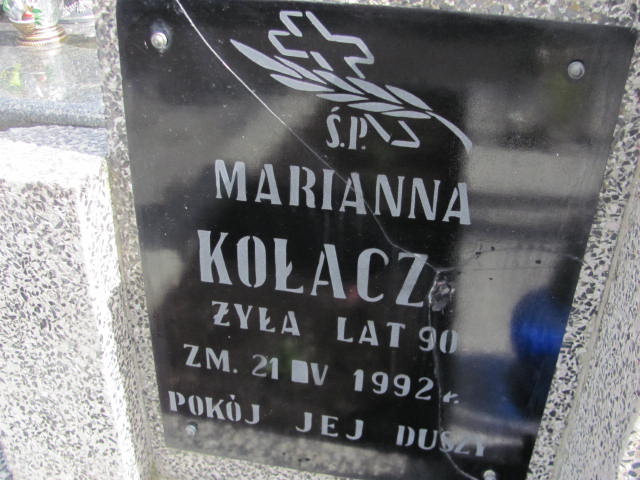 Ś.P.
MARIANNA
KOŁACZ
ŻYŁA LAT 90
ZM. 21 V 1992 r.
POKÓJ JEJ DUSZY